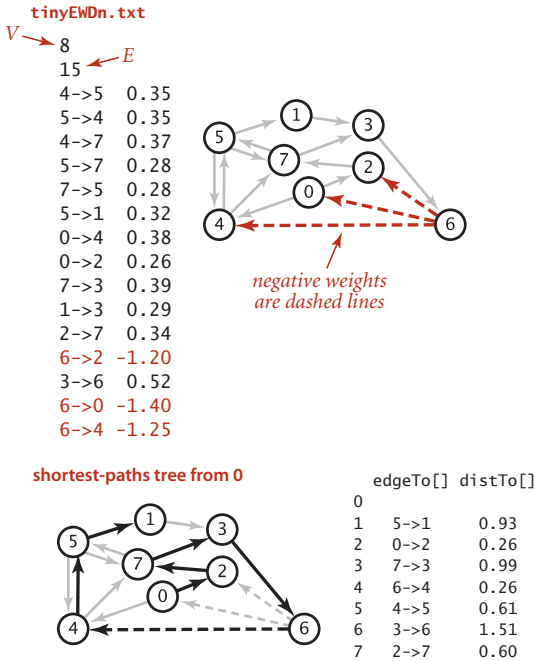 tinyEWDn.txt
V
8
15
E
4->5 0.35
5->4 0.35
4->7 0.37
5->7 0.28
7->5 0.28
5->1 0.32
0->4 0.38
0->2 0.26
7->3 0.39
1->3 0.29
2->7 0.34
6->2 -1.20
3->6 0.52
6->0 -1.40
6->4 -1.25
1
3
5
7
2
0
4
6
negative weights
are dashed lines
shortest-paths tree from 0
1
3
5
7
2
0
4
6
edgeTo[] distTo[]
0
1 5->1 0.93
2 0->2 0.26
3 7->3 0.99
4 6->4 0.26
5 4->5 0.61
6 3->6 1.51
7 2->7 0.60